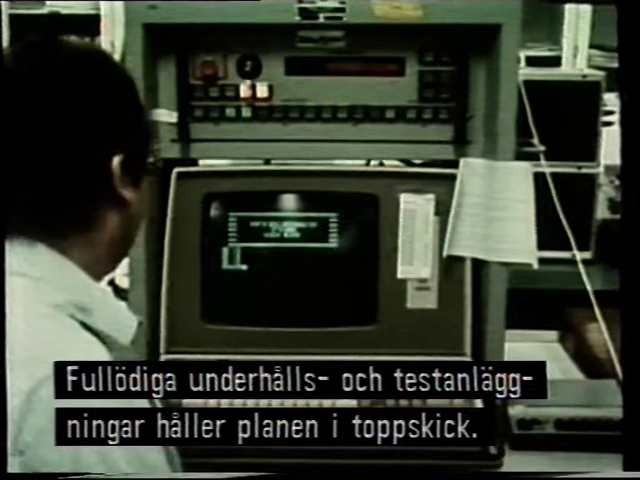 Fullödiga underhålls- och testanlägg-
ningar håller planen i toppskick.